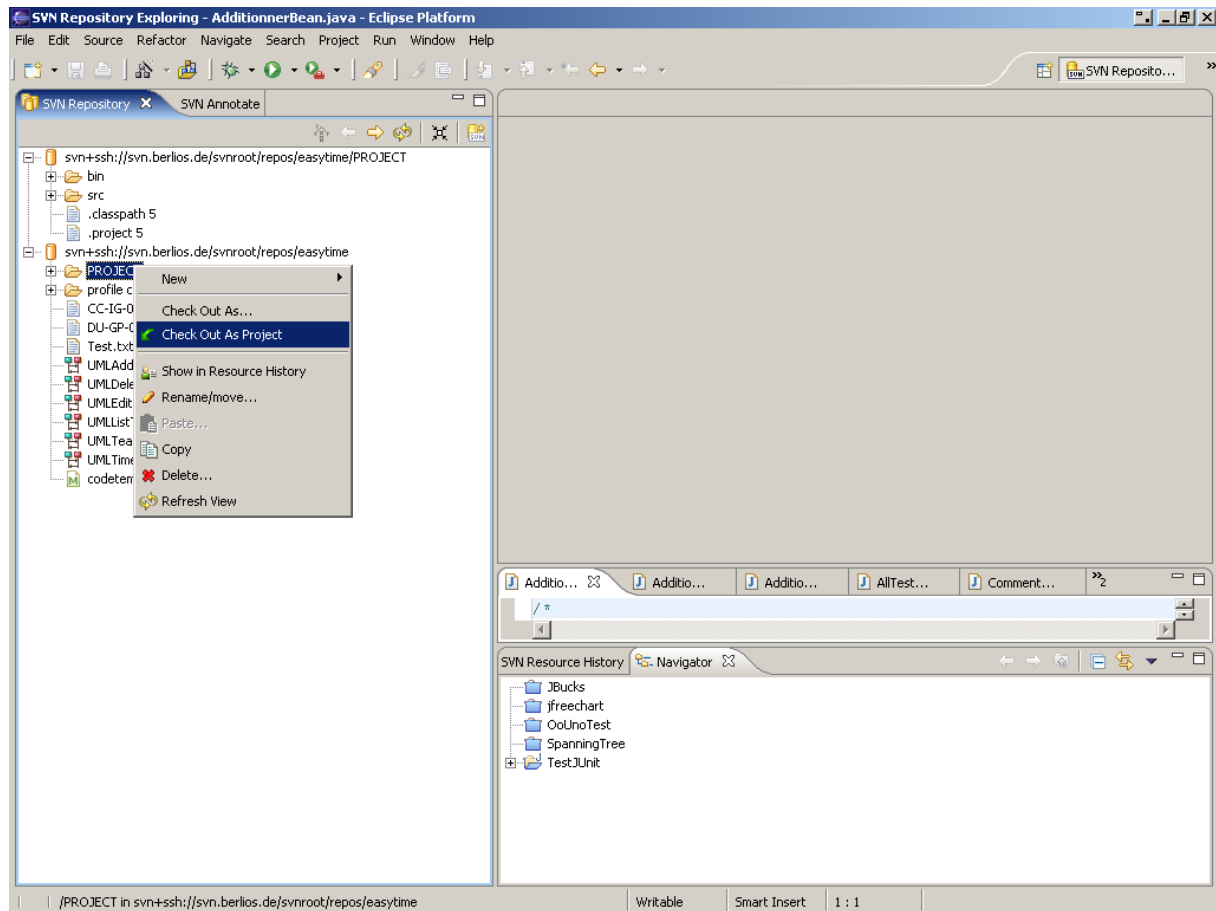 SVN Repository Exploring - AdditionnerBean.java - Eclipse Platform
File Edit Source Refactor Navigate Search Project Run Window Help
SVN Reposito... »
SVN Repository SVN Annotate
svn+ssh://svn.berlios.de/svnroot/repos/easytime/PROJECT
bin
src
.classpath 5
.project 5
svn+ssh://svn.berlios.de/svnroot/repos/easytime
PROJEC
profile c
CC-IG-0
DU-GP-0
Test.txt
UMLAdd
UMLDele
UMLEdit
UMLList
UMLTea
UMLTime
codetem
New
Check Out As...
Check Out As Project
Show in Resource History
Rename/move...
Paste...
Copy
Delete...
Refresh View
Additio... Additio... Additio... AllTest... Comment... »2
/*
SVN Resource History Navigator
JBucks
jfreechart
OoUnoTest
SpanningTree
TestJUnit
/PROJECT in svn+ssh://svn.berlios.de/svnroot/repos/easytime Writable Smart Insert 1 : 1